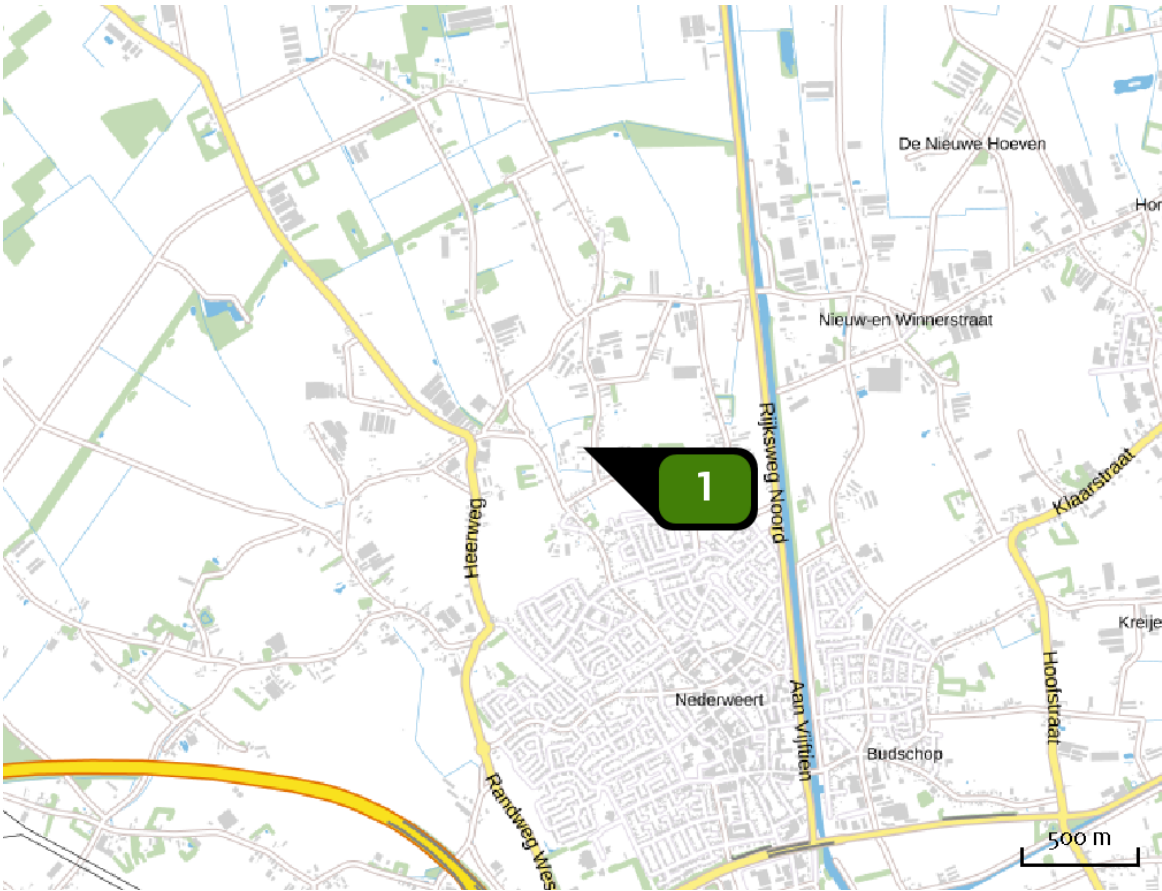 De Nieuwe Hoeven
Hor
Nieuw-en Winnerstraat
Rijksweg Noord
Klaarstraat
1
Heerweg
Kreije
Hoofstraat
Nederweert
Aan Vijftien
Budschop
Randweg Wes
500 m